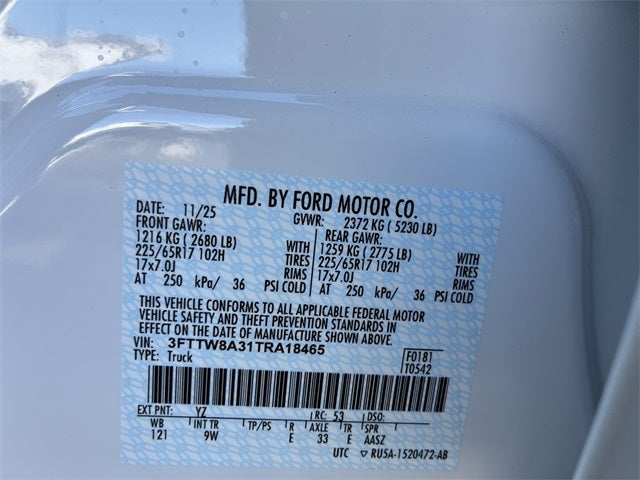 MFD. BY FORD MOTOR CO.
DATE: 11/25 GVWR: 2372 KG ( 5230 LB)
FRONT GAWR: REAR GAWR:
1216 KG ( 2680 LB) WITH 1259 KG ( 2775 LB) WITH
225/65R17 102H TIRES 225/65R17 102H TIRES
17x7.0J RIMS 17x7.0J RIMS
AT 250 kPa/ 36 PSI COLD AT 250 kPa/ 36 PSI COLD
THIS VEHICLE CONFORMS TO ALL APPLICABLE FEDERAL MOTOR
VEHICLE SAFETY AND THEFT PREVENTION STANDARDS IN
EFFECT ON THE DATE OF MANUFACTURE SHOWN ABOVE.
VIN: 3FTTW8A31TRA18465 F0181
TYPE: Truck T0542
EXT PNT: YZ RC: 53 DSO:
WB INT TR TP/PS R AXLE TR SPR
121 9W E 33 E AASZ
UTC RU5A-1520472-AB